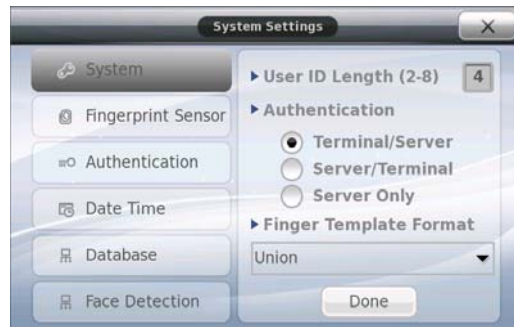 System Settings
System
Fingerprint Sensor
Authentication
Date Time
Database
Face Detection
User ID Length (2-8) 4
Authentication
Terminal/Server
Server/Terminal
Server Only
Finger Template Format
Union
Done